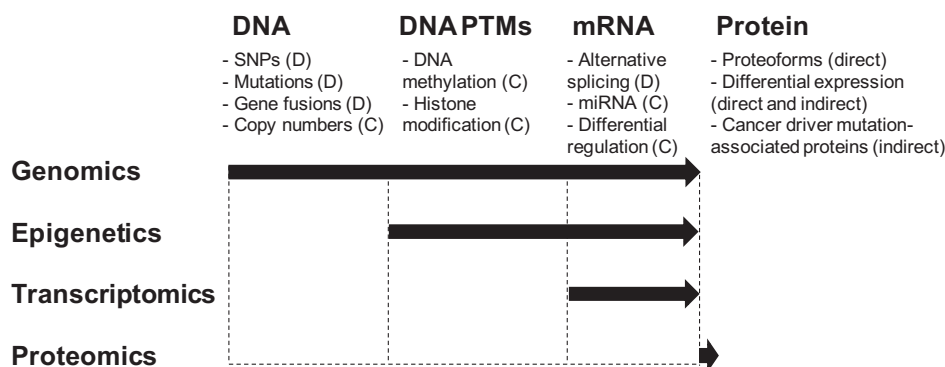 DNA
- SNPs (D)
- Mutations (D)
- Gene fusions (D)
- Copy numbers (C)
DNA PTMs
- DNA
methylation (C)
- Histone
modification (C)
mRNA
- Alternative
splicing (D)
- miRNA (C)
- Differential
regulation (C)
Protein
- Proteoforms (direct)
- Differential expression
(direct and indirect)
- Cancer driver mutation-
associated proteins (indirect)
Genomics
Epigenetics
Transcriptomics
Proteomics